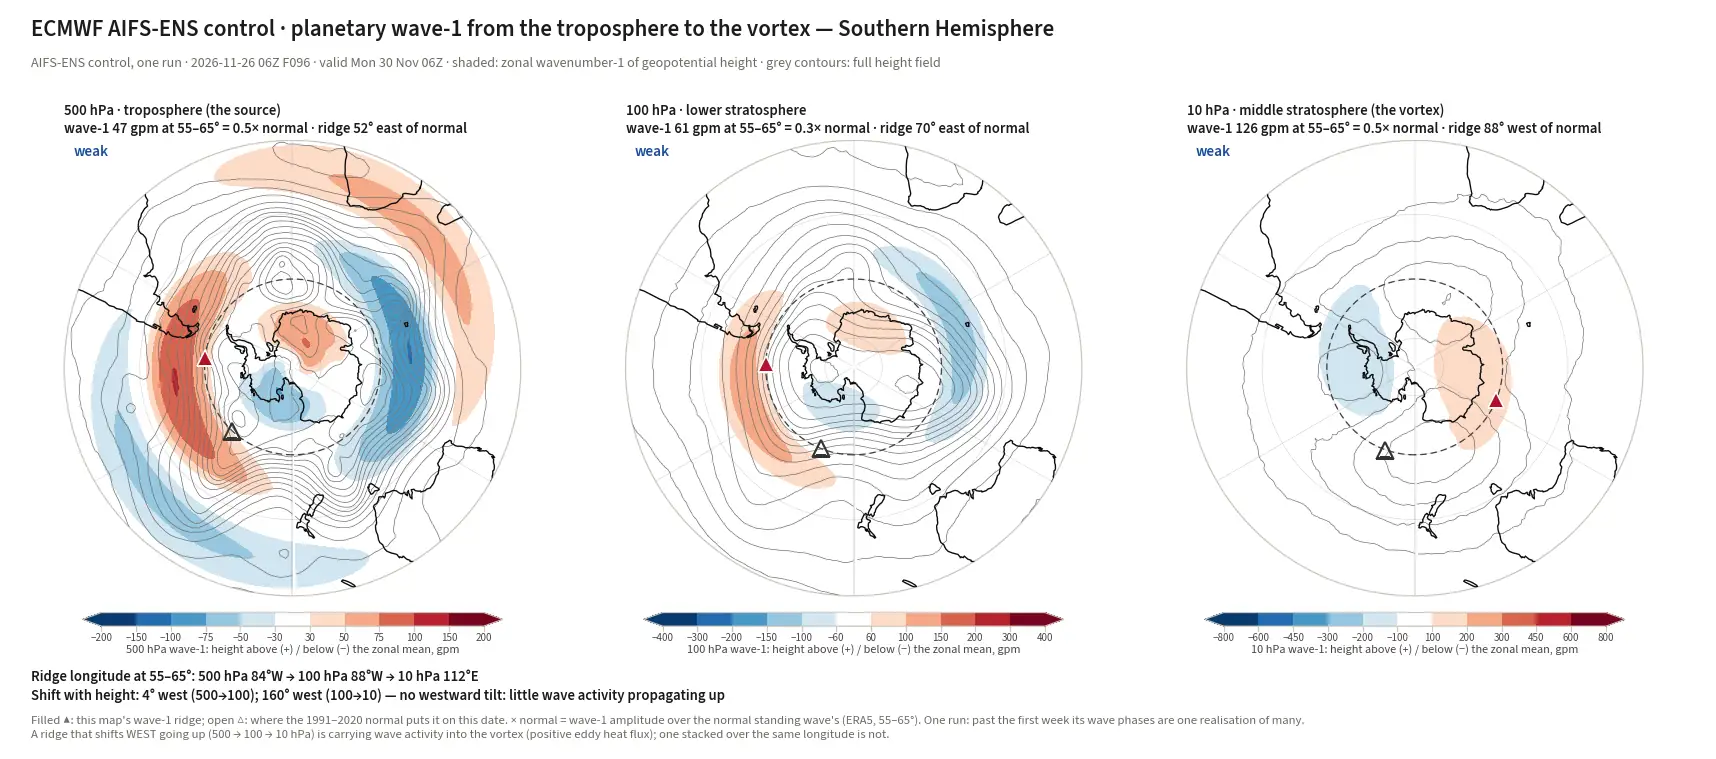 ECMWF AIFS-ENS control · planetary wave-1 from the troposphere to the vortex — Southern Hemisphere
AIFS-ENS control, one run · 2026-11-26 06Z F096 · valid Mon 30 Nov 06Z · shaded: zonal wavenumber-1 of geopotential height · grey contours: full height field
500 hPa · troposphere (the source)
wave-1 47 gpm at 55–65° = 0.5× normal · ridge 52° east of normal
weak
100 hPa · lower stratosphere
wave-1 61 gpm at 55–65° = 0.3× normal · ridge 70° east of normal
weak
10 hPa · middle stratosphere (the vortex)
wave-1 126 gpm at 55–65° = 0.5× normal · ridge 88° west of normal
weak
−200 −150 −100 −75 −50 −30 30 50 75 100 150 200
500 hPa wave-1: height above (+) / below (−) the zonal mean, gpm
−400 −300 −200 −150 −100 −60 60 100 150 200 300 400
100 hPa wave-1: height above (+) / below (−) the zonal mean, gpm
−800 −600 −450 −300 −200 −100 100 200 300 450 600 800
10 hPa wave-1: height above (+) / below (−) the zonal mean, gpm
Ridge longitude at 55–65°: 500 hPa 84°W → 100 hPa 88°W → 10 hPa 112°E
Shift with height: 4° west (500→100); 160° west (100→10) — no westward tilt: little wave activity propagating up
Filled ▲: this map's wave-1 ridge; open △: where the 1991–2020 normal puts it on this date. × normal = wave-1 amplitude over the normal standing wave's (ERA5, 55–65°). One run: past the first week its wave phases are one realisation of many.
A ridge that shifts WEST going up (500 → 100 → 10 hPa) is carrying wave activity into the vortex (positive eddy heat flux); one stacked over the same longitude is not.